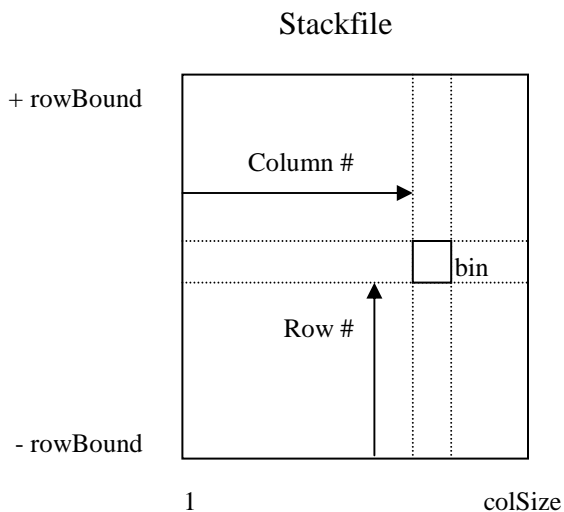 Stackfile
+ rowBound
Column #
bin
Row #
- rowBound
1 colSize